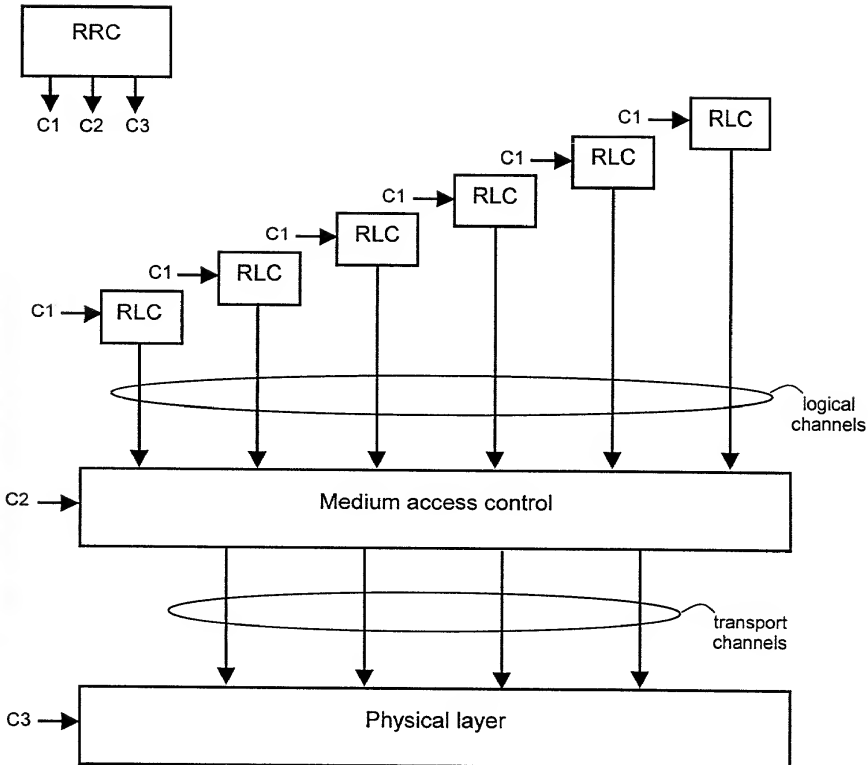 RRC
C1 C2 C3
C1 RLC
C1 RLC
C1 RLC
C1 RLC
C1 RLC
C1 RLC
logical
channels
C2 Medium access control
transport
channels
C3 Physical layer